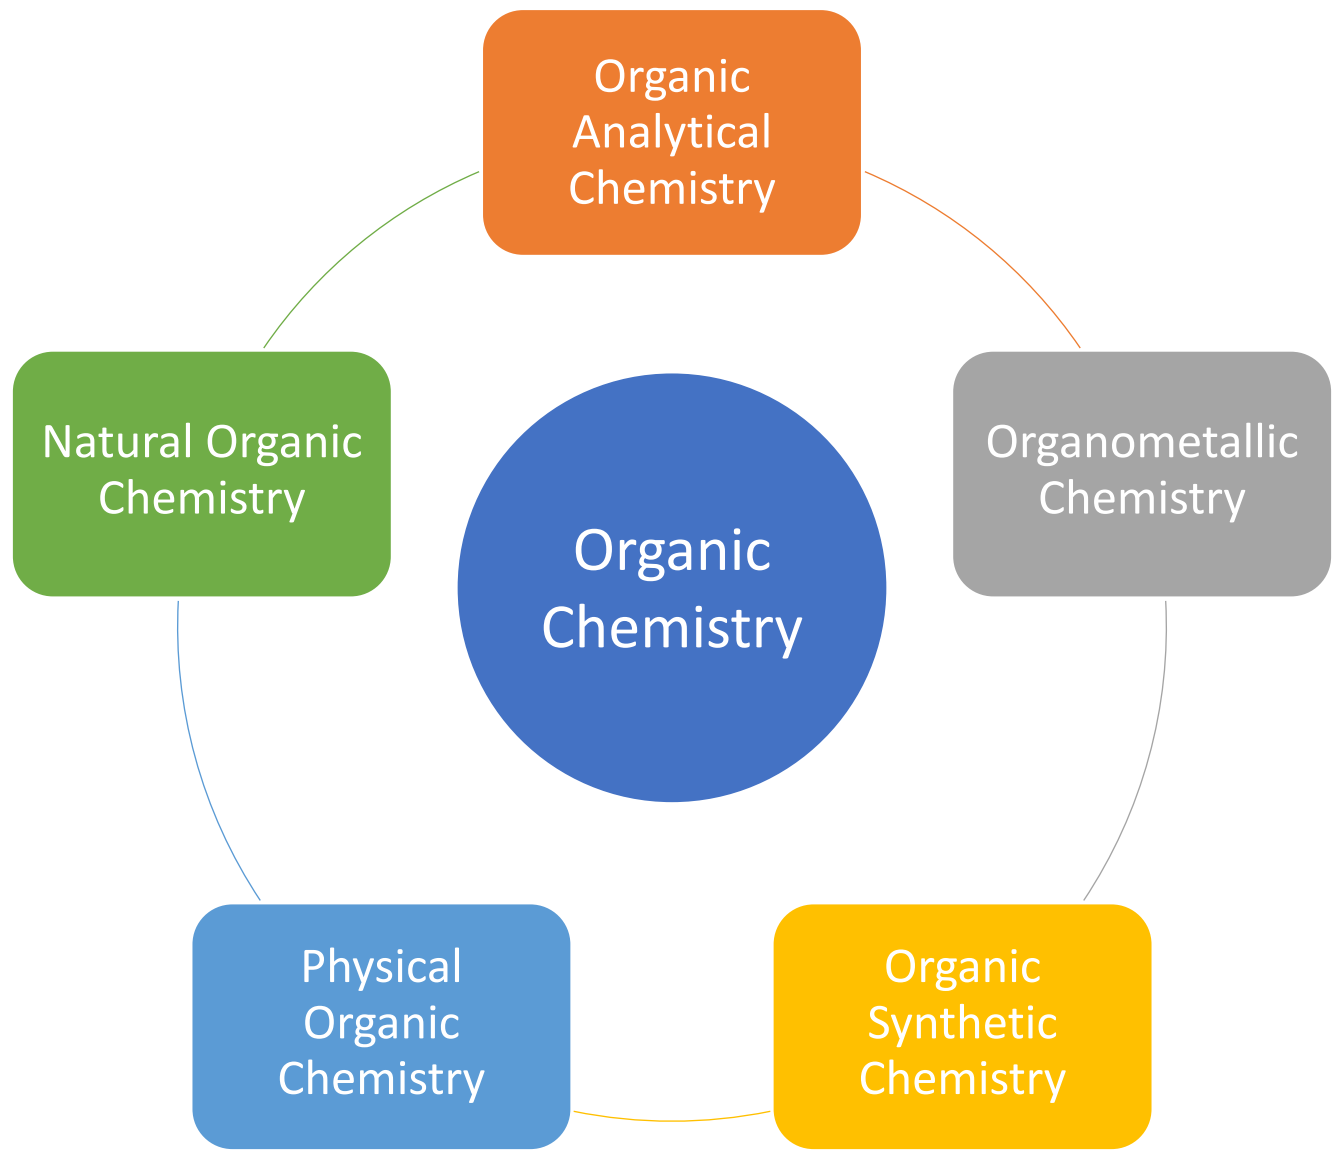 Organic
Analytical
Chemistry
Natural Organic
Chemistry
Organometallic
Chemistry
Organic
Chemistry
Physical
Organic
Chemistry
Organic
Synthetic
Chemistry